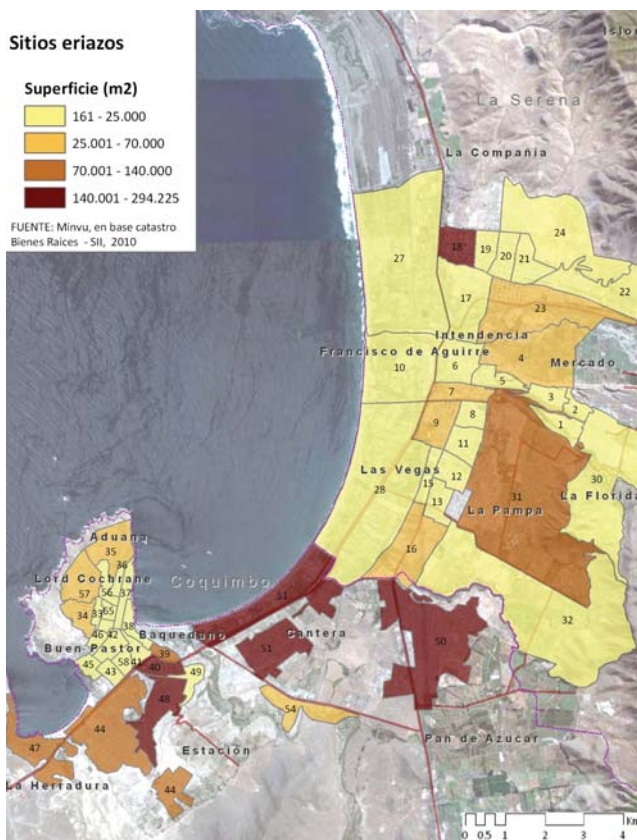 Sitios eriazos
Superficie (m2)
161 - 25.000
25.001 - 70.000
70.001 - 140.000
140.001 - 294.225
FUENTE: Minvu, en base catastro
Bienes Raices - SII, 2010
La Serena
La Compañia
24
18
19
20
21
27
22
17
23
Intendencia
Francisco de Aguirre
4
Mercado
10
6
5
7
3
2
9
8
1
11
Las Vegas
12
30
28
15
31
La Florida
13
La Pampa
16
Aduana
35
Lord Cochrane
36
Coquimbo
57
56
37
51
34
33
65
32
38
46
42
Baquedano
Cantera
Buen Pastor
51
50
45
43
58
41
39
40
49
48
54
44
47
Estación
Pan de Azucar
La Herradura
44
0 0,5 1 2 3 4
Km